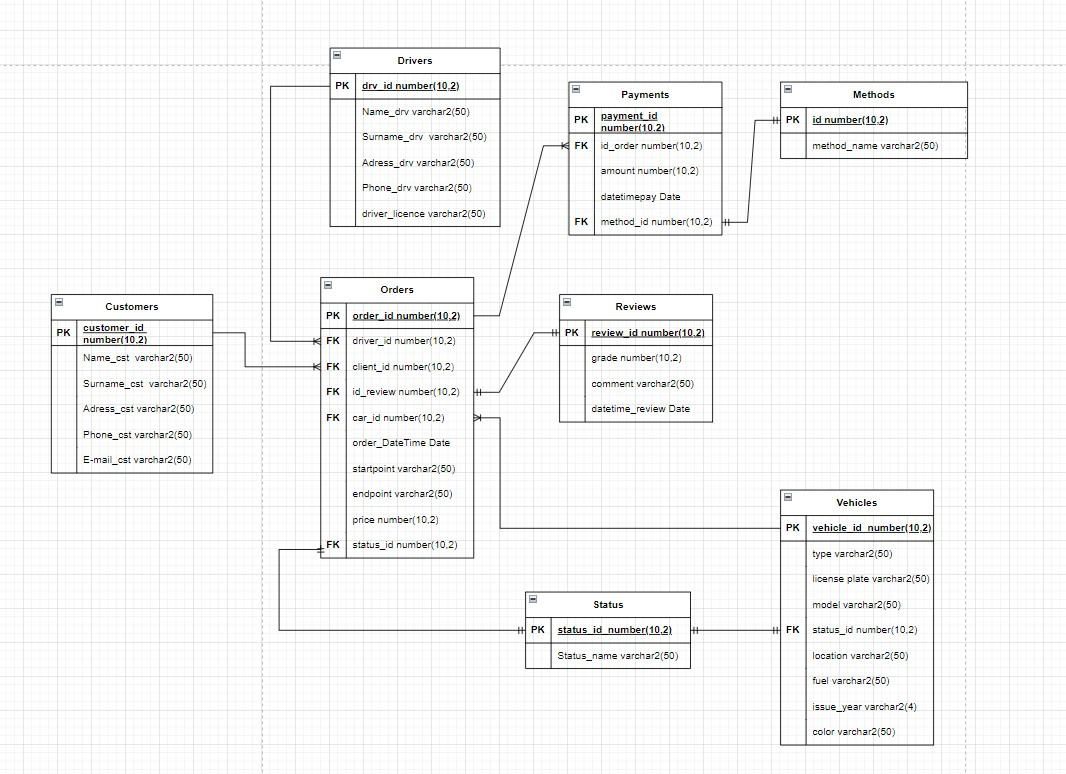 Drivers
PK drv_id number(10,2)
Name_drv varchar2(50)
Surname_drv varchar2(50)
Adress_drv varchar2(50)
Phone_drv varchar2(50)
driver_licence varchar2(50)
Payments
PK payment_id
number(10,2)
FK id_order number(10,2)
amount number(10,2)
datetimepay Date
FK method_id number(10,2)
Methods
PK id number(10,2)
method_name varchar2(50)
Customers
PK customer_id
number(10,2)
Name_cst varchar2(50)
Surname_cst varchar2(50)
Adress_cst varchar2(50)
Phone_cst varchar2(50)
E-mail_cst varchar2(50)
Orders
PK order_id number(10,2)
FK driver_id number(10,2)
FK client_id number(10,2)
FK id_review number(10,2)
FK car_id number(10,2)
order_DateTime Date
startpoint varchar2(50)
endpoint varchar2(50)
price number(10,2)
FK status_id number(10,2)
Reviews
PK review_id number(10,2)
grade number(10,2)
comment varchar2(50)
datetime_review Date
Vehicles
PK vehicle_id number(10,2)
type varchar2(50)
license plate varchar2(50)
model varchar2(50)
FK status_id number(10,2)
location varchar2(50)
fuel varchar2(50)
issue_year varchar2(4)
color varchar2(50)
Status
PK status_id number(10,2)
Status_name varchar2(50)